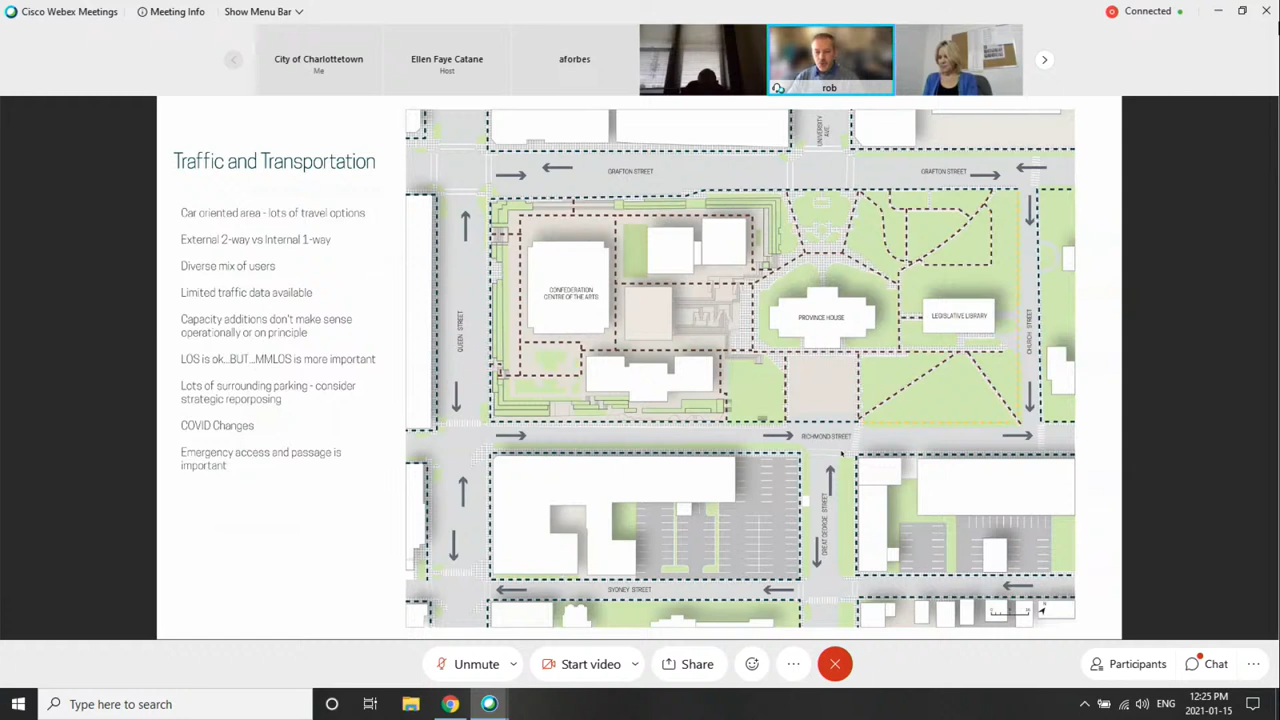 Cisco Webex Meetings
Meeting Info
Show Menu Bar
Connected
City of Charlottetown
Me
Ellen Faye Catane
Host
aforbes
rob
Traffic and Transportation
Car oriented area - lots of travel options
External 2-way vs Internal 1-way
Diverse mix of users
Limited traffic data available
Capacity additions don't make sense
operationally or on principle
LOS is ok...BUT...MMLOS is more important
Lots of surrounding parking - consider
strategic reporposing
COVID Changes
Emergency access and passage is
important
UNIVERSITY
AVE.
GRAFTON STREET
GRAFTON STREET
CONFEDERATION
CENTRE OF THE ARTS
PROVINCE HOUSE
LEGISLATIVE LIBRARY
QUEEN STREET
CHURCH STREET
RICHMOND STREET
GREAT GEORGE STREET
SYDNEY STREET
Unmute
Start video
Share
Participants
Chat
Type here to search
ENG
12:25 PM
2021-01-15